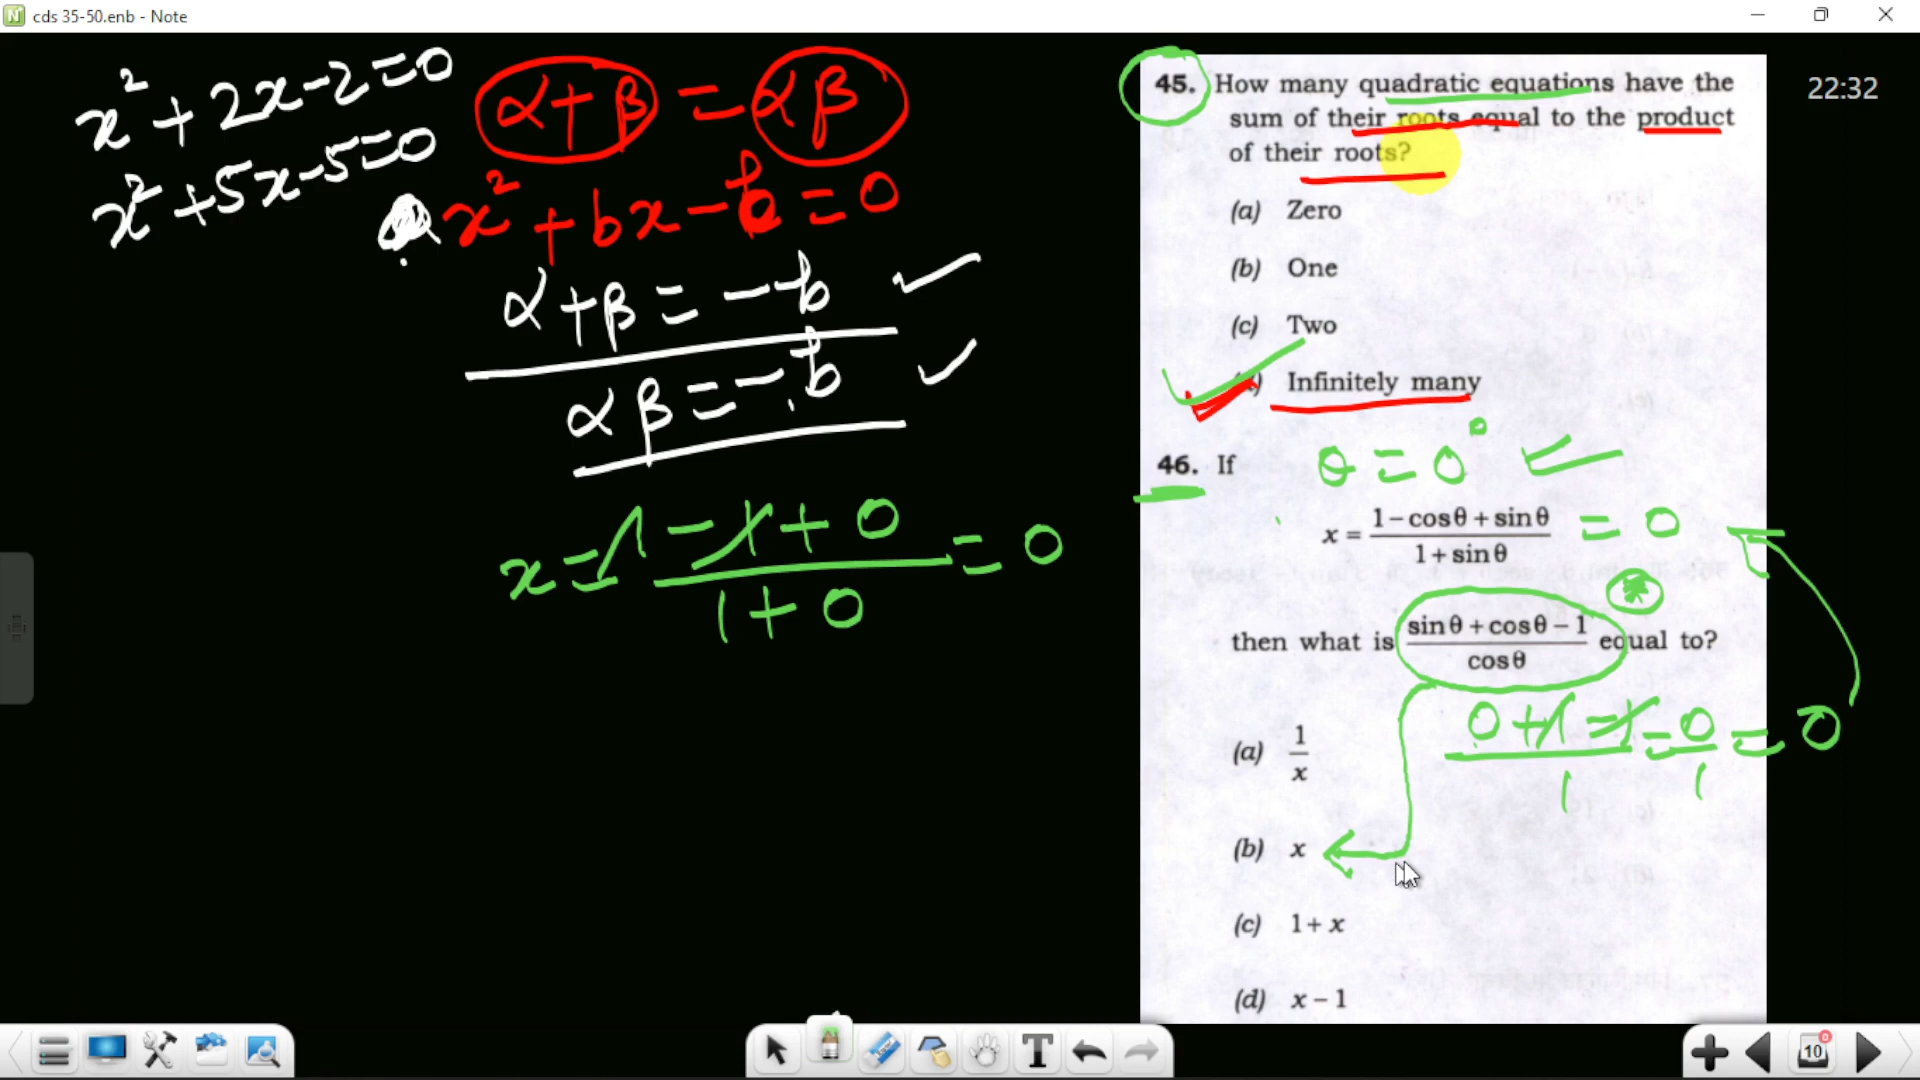 cds 35-50.enb - Note
x² + 2x - 2 = 0
x² + 5x - 5 = 0
α + β = αβ
x² + bx - b = 0
α + β = - b
αβ = - b
x = 1 - 1 + 0 / 1 + 0 = 0
45. How many quadratic equations have the
sum of their roots equal to the product
of their roots?
(a) Zero
(b) One
(c) Two
Infinitely many
22:32
46. If
θ = 0°
x = 1 - cosθ + sinθ / 1 + sinθ = 0
then what is sinθ + cosθ - 1 / cosθ equal to?
0 + 1 - 1 / 1 = 0 / 1 = 0
(a) 1/x
(b) x
(c) 1 + x
(d) x - 1
T
10
0